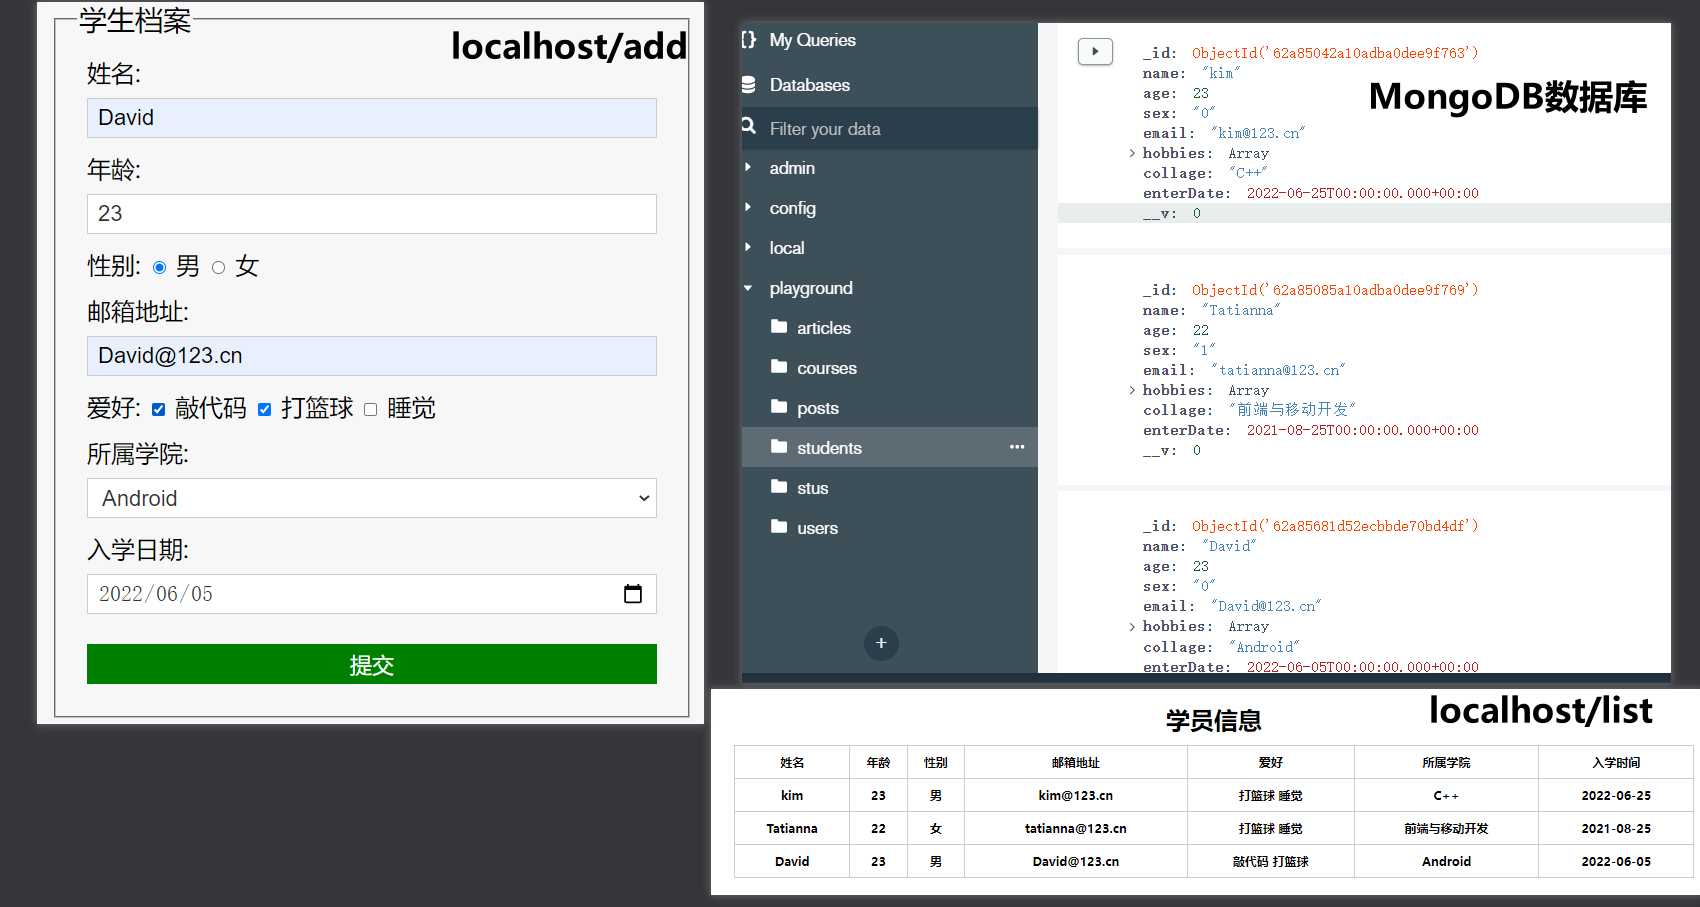 学生档案
localhost/add
姓名:
David
年龄:
23
性别: 男 女
邮箱地址:
David@123.cn
爱好: 敲代码 打篮球 睡觉
所属学院:
Android
入学日期:
2022/06/05
提交
{} My Queries
Databases
Filter your data
admin
config
local
playground
articles
courses
posts
students ...
stus
users
+
MongoDB数据库
_id: ObjectId('62a85042a10adba0dee9f763')
name: "kim"
age: 23
sex: "0"
email: "kim@123.cn"
> hobbies: Array
collage: "C++"
enterDate: 2022-06-25T00:00:00.000+00:00
__v: 0
_id: ObjectId('62a85085a10adba0dee9f769')
name: "Tatianna"
age: 22
sex: "1"
email: "tatianna@123.cn"
> hobbies: Array
collage: "前端与移动开发"
enterDate: 2021-08-25T00:00:00.000+00:00
__v: 0
_id: ObjectId('62a85681d52ecbbde70bd4df')
name: "David"
age: 23
sex: "0"
email: "David@123.cn"
> hobbies: Array
collage: "Android"
enterDate: 2022-06-05T00:00:00.000+00:00
学员信息
localhost/list
姓名 年龄 性别 邮箱地址 爱好 所属学院 入学时间
kim 23 男 kim@123.cn 打篮球 睡觉 C++ 2022-06-25
Tatianna 22 女 tatianna@123.cn 打篮球 睡觉 前端与移动开发 2021-08-25
David 23 男 David@123.cn 敲代码 打篮球 Android 2022-06-05